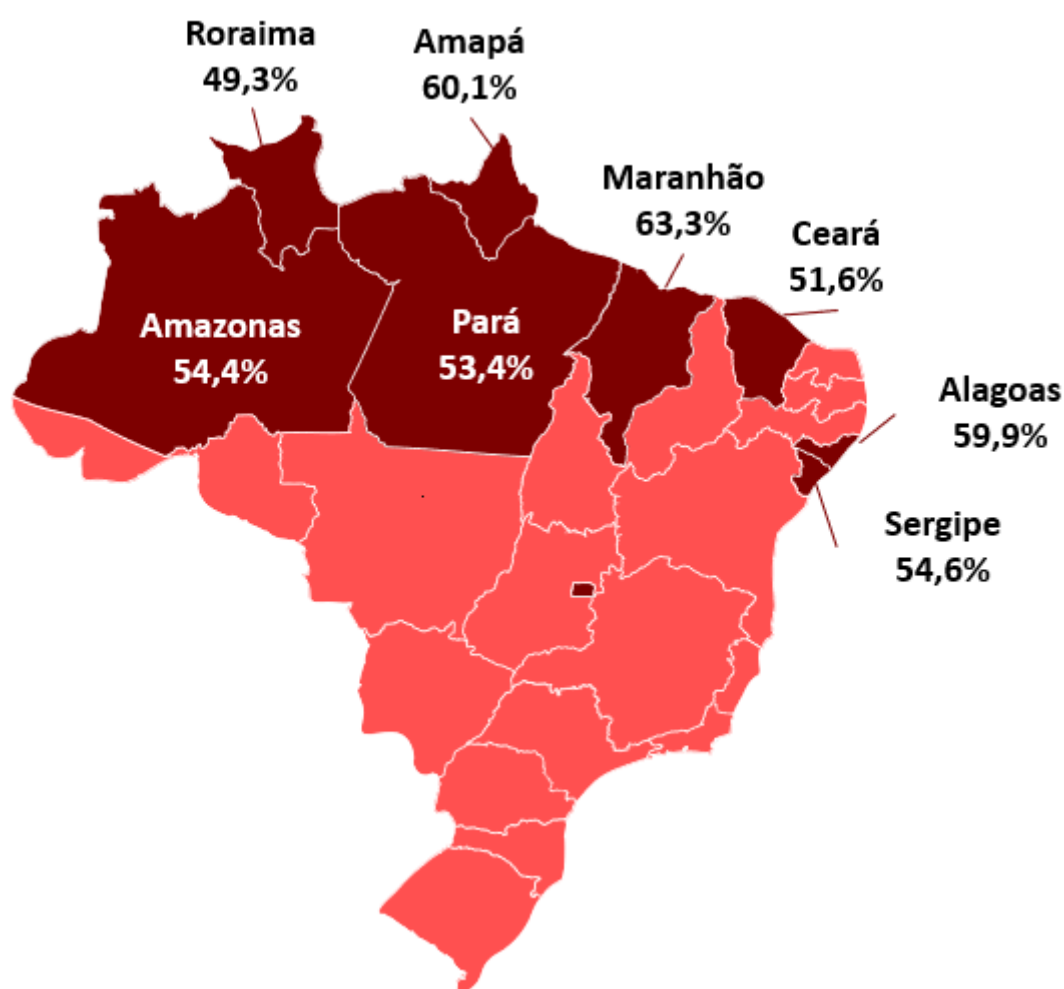 Roraima
49,3%
Amapá
60,1%
Maranhão
63,3%
Ceará
51,6%
Amazonas
54,4%
Pará
53,4%
Alagoas
59,9%
Sergipe
54,6%